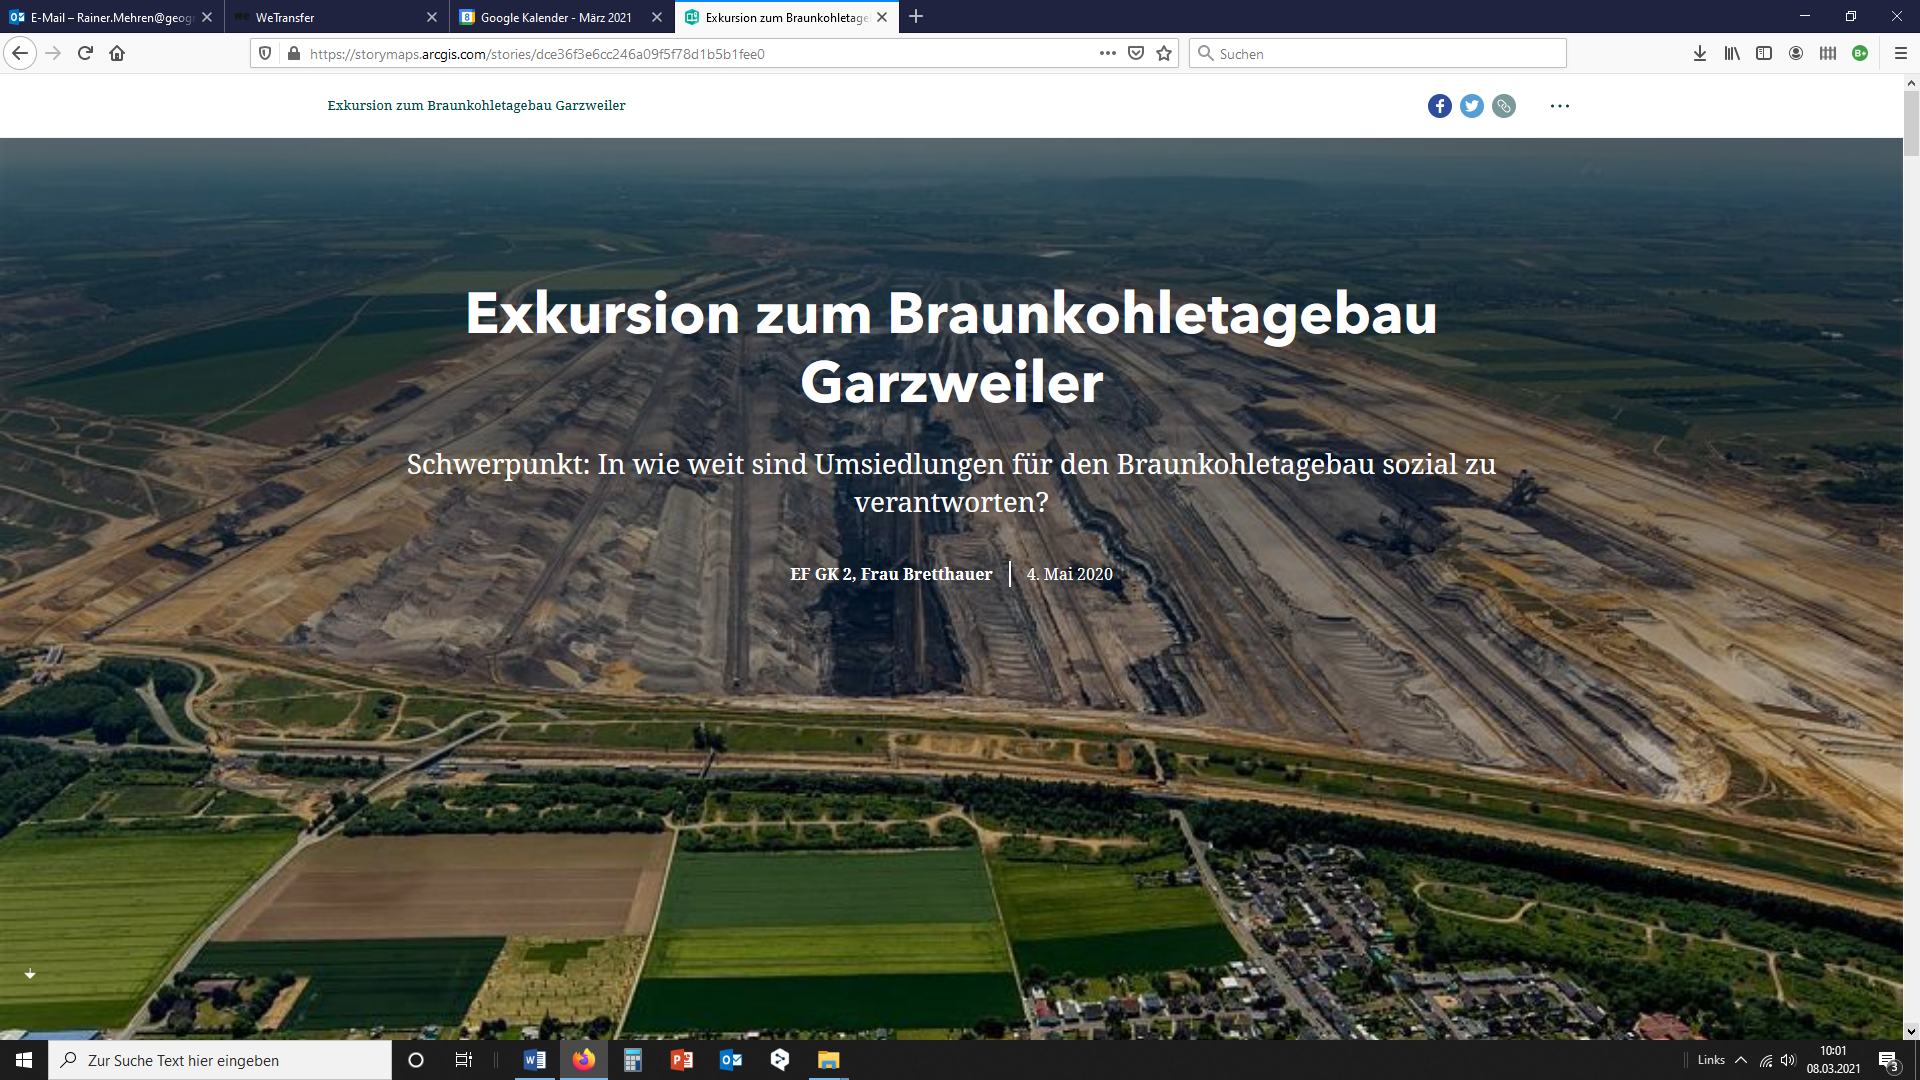 E-Mail – Rainer.Mehren@geogr
WeTransfer
Google Kalender - März 2021
Exkursion zum Braunkohletage
https://storymaps.arcgis.com/stories/dce36f3e6cc246a09f5f78d1b5b1fee0
Suchen
Exkursion zum Braunkohletagebau Garzweiler
Exkursion zum Braunkohletagebau
Garzweiler
Schwerpunkt: In wie weit sind Umsiedlungen für den Braunkohletagebau sozial zu
verantworten?
EF GK 2, Frau Bretthauer
4. Mai 2020
Zur Suche Text hier eingeben
Links
10:01
08.03.2021
3